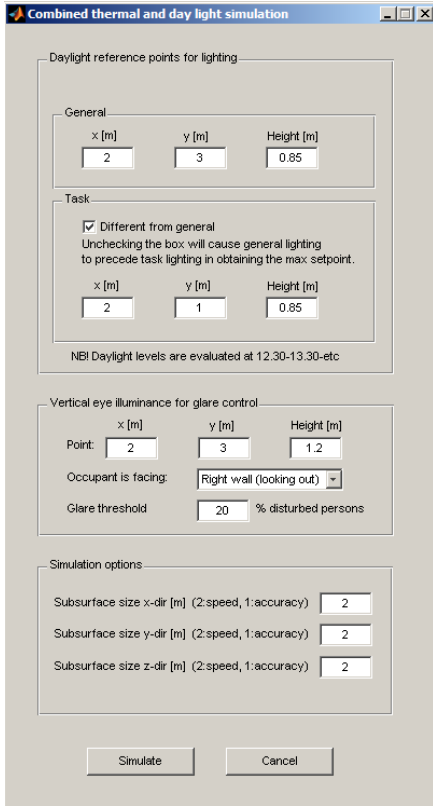 Combined thermal and day light simulation
Daylight reference points for lighting
General
x [m] y [m] Height [m]
2 3 0.85
Task
Different from general
Unchecking the box will cause general lighting
to precede task lighting in obtaining the max setpoint.
x [m] y [m] Height [m]
2 1 0.85
NB! Daylight levels are evaluated at 12.30-13.30-etc
Vertical eye illuminance for glare control
x [m] y [m] Height [m]
Point: 2 3 1.2
Occupant is facing: Right wall (looking out)
Glare threshold 20 % disturbed persons
Simulation options
Subsurface size x-dir [m] (2:speed, 1:accuracy) 2
Subsurface size y-dir [m] (2:speed, 1:accuracy) 2
Subsurface size z-dir [m] (2:speed, 1:accuracy) 2
Simulate Cancel